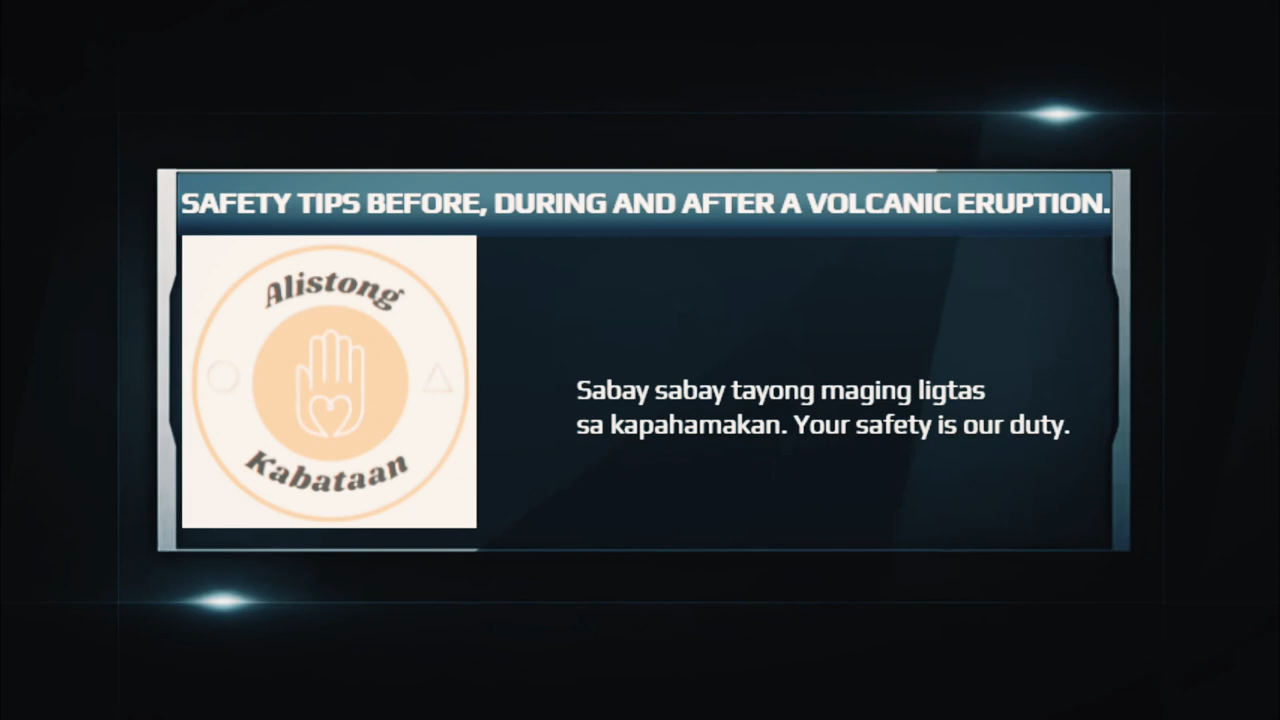 SAFETY TIPS BEFORE, DURING AND AFTER A VOLCANIC ERUPTION.
Alistong
Kabataan
Sabay sabay tayong maging ligtas
sa kapahamakan. Your safety is our duty.